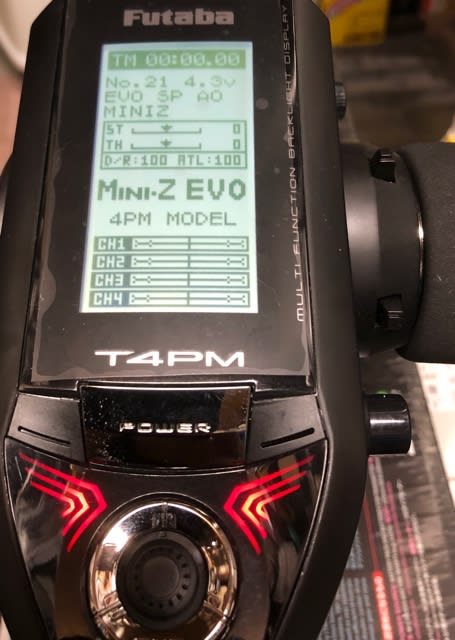 Futaba
TM 00:00.00
No.21 4.3v
EVO SP AO
MINIZ
ST 0
TH 0
D/R:100 ATL:100
MINI-Z EVO
4PM MODEL
CH1
CH2
CH3
CH4
MULTI FUNCTION BACKLIGHT DISPLAY
T4PM
POWER